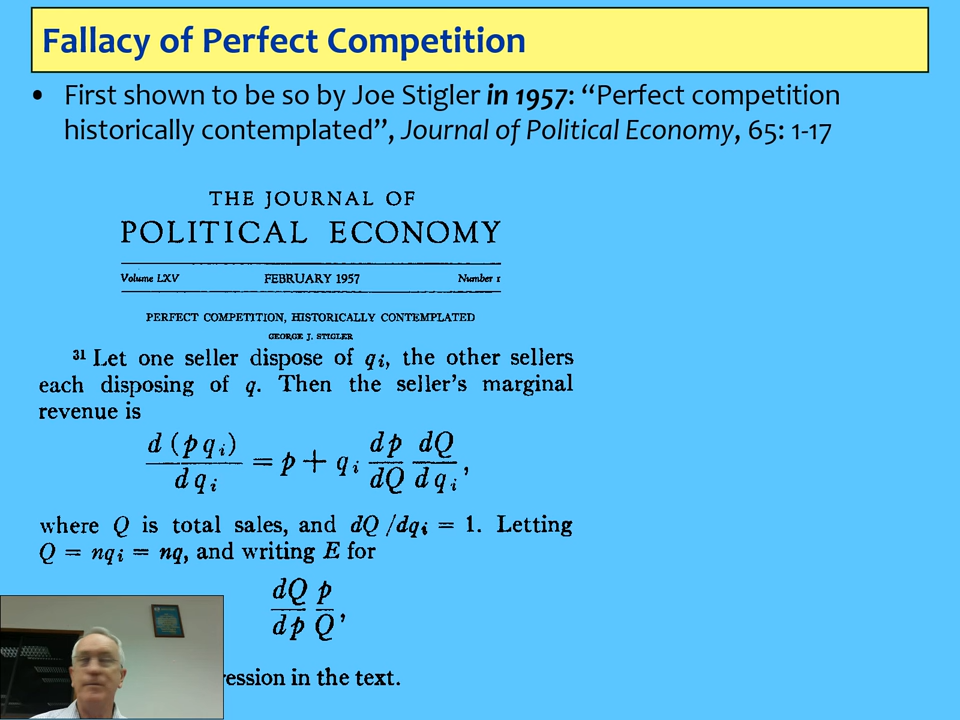 Fallacy of Perfect Competition
• First shown to be so by Joe Stigler in 1957: “Perfect competition
historically contemplated”, Journal of Political Economy, 65: 1-17
THE JOURNAL OF
POLITICAL ECONOMY
Volume LXV FEBRUARY 1957 Number 1
PERFECT COMPETITION, HISTORICALLY CONTEMPLATED
GEORGE J. STIGLER
31 Let one seller dispose of qi, the other sellers
each disposing of q. Then the seller's marginal
revenue is
d (p qi) / d qi = p + qi dp/dQ dQ/d qi,
where Q is total sales, and dQ/dqi = 1. Letting
Q = nqi = nq, and writing E for
dQ/dp p/Q,
ression in the text.